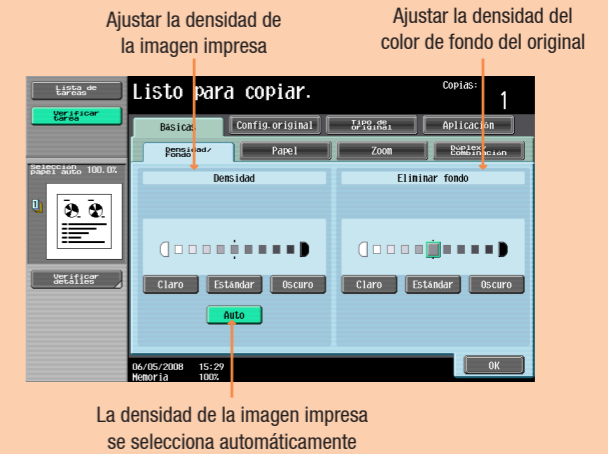 Ajustar la densidad de
la imagen impresa
Ajustar la densidad del
color de fondo del original
Lista de
tareas
Verificar
tarea
Listo para copiar.
Copias:
1
Básicas
Config.original
Tipo de
original
Aplicación
Densidad/
Fondo
Papel
Zoom
Dúplex/
Combinación
Selección
papel auto 100.0%
Densidad
Eliminar fondo
Claro
Estándar
Oscuro
Claro
Estándar
Oscuro
Auto
Verificar
detalles
06/05/2008 15:29
Memoria 100%
OK
La densidad de la imagen impresa
se selecciona automáticamente